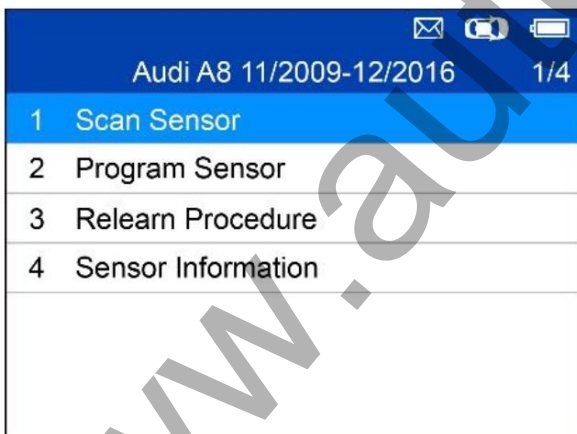 Audi A8 11/2009-12/2016 1/4
1 Scan Sensor
2 Program Sensor
3 Relearn Procedure
4 Sensor Information